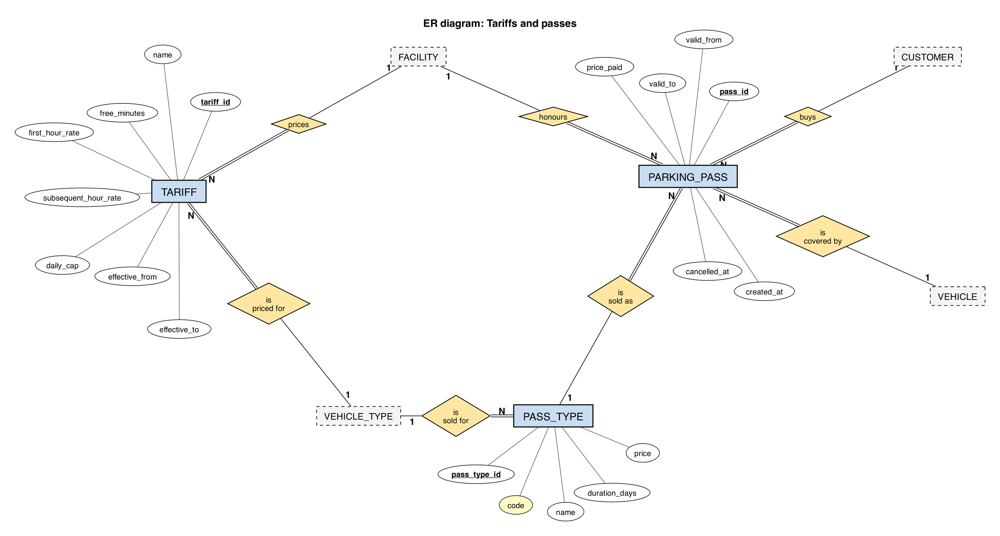 ER diagram: Tariffs and passes
valid_from
name
FACILITY
CUSTOMER
price_paid
1
1
1
valid_to
pass_id
tariff_id
free_minutes
honours
buys
prices
first_hour_rate
N
N
PARKING_PASS
N
TARIFF
subsequent_hour_rate
N
N
N
is
covered by
daily_cap
effective_from
cancelled_at
1
created_at
VEHICLE
is
sold as
is
priced for
effective_to
1
1
VEHICLE_TYPE
1
is
sold for
N
PASS_TYPE
price
pass_type_id
duration_days
code
name